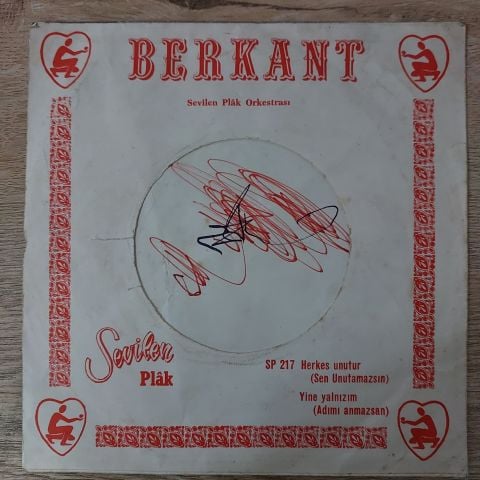 BERKANT
Sevilen Plâk Orkestrası
Sevilen
Plâk
SP 217 Herkes unutur
(Sen Unutamazsın)
Yine yalnızım
(Adımı anmazsan)